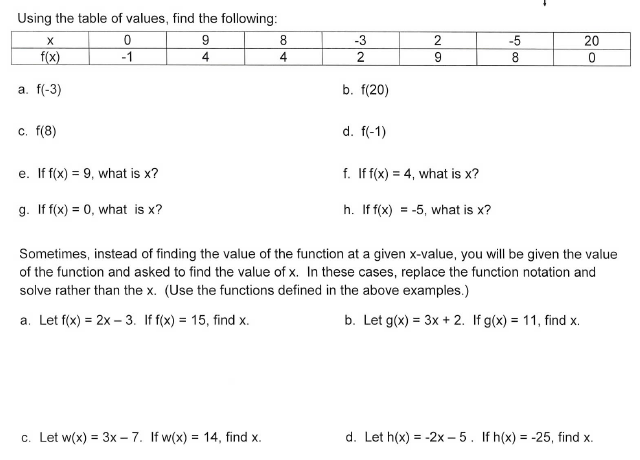 Using the table of values, find the following:
x 0 9 8 -3 2 -5 20
f(x) -1 4 4 2 9 8 0
a. f(-3) b. f(20)
c. f(8) d. f(-1)
e. If f(x) = 9, what is x? f. If f(x) = 4, what is x?
g. If f(x) = 0, what is x? h. If f(x) = -5, what is x?
Sometimes, instead of finding the value of the function at a given x-value, you will be given the value
of the function and asked to find the value of x. In these cases, replace the function notation and
solve rather than the x. (Use the functions defined in the above examples.)
a. Let f(x) = 2x – 3. If f(x) = 15, find x. b. Let g(x) = 3x + 2. If g(x) = 11, find x.
c. Let w(x) = 3x – 7. If w(x) = 14, find x. d. Let h(x) = -2x – 5. If h(x) = -25, find x.